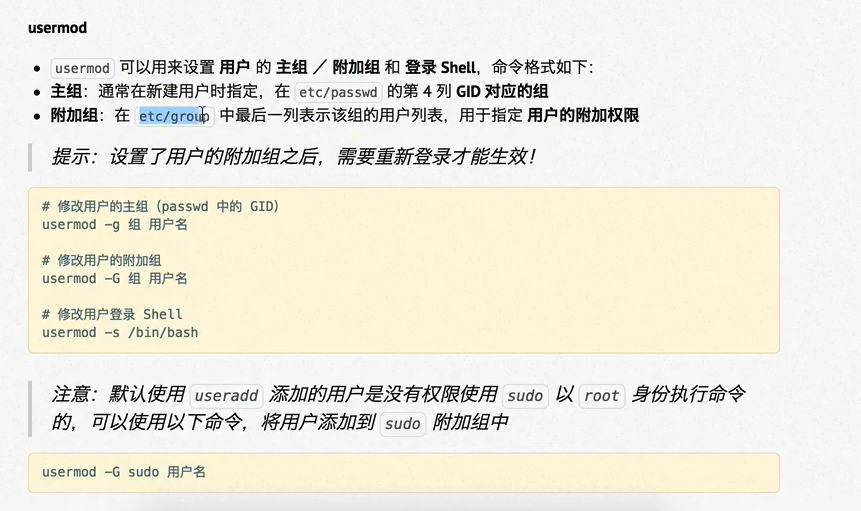 usermod
• usermod 可以用来设置 用户 的 主组 ／ 附加组 和 登录 Shell，命令格式如下：
• 主组：通常在新建用户时指定，在 etc/passwd 的第 4 列 GID 对应的组
• 附加组：在 etc/group 中最后一列表示该组的用户列表，用于指定 用户的附加权限
提示：设置了用户的附加组之后，需要重新登录才能生效！
# 修改用户的主组（passwd 中的 GID）
usermod -g 组 用户名
# 修改用户的附加组
usermod -G 组 用户名
# 修改用户登录 Shell
usermod -s /bin/bash
注意：默认使用 useradd 添加的用户是没有权限使用 sudo 以 root 身份执行命令
的，可以使用以下命令，将用户添加到 sudo 附加组中
usermod -G sudo 用户名